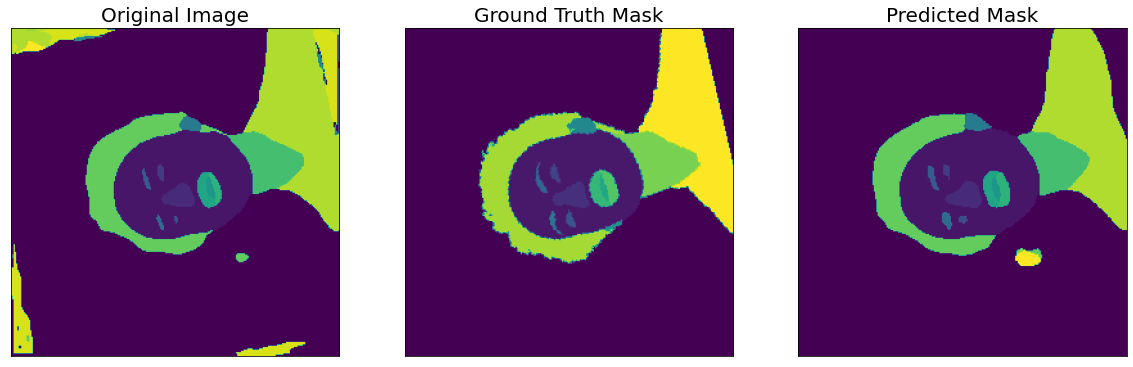 Original Image
Ground Truth Mask
Predicted Mask